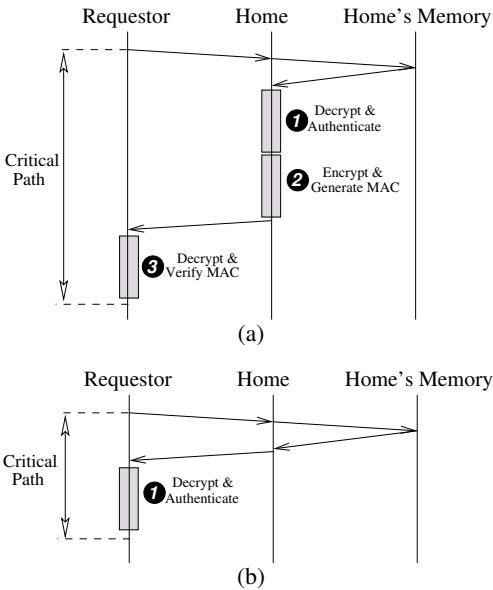 Requestor Home Home's Memory
1 Decrypt &
Authenticate
Critical
Path
2 Encrypt &
Generate MAC
3 Decrypt &
Verify MAC
(a)
Requestor Home Home's Memory
Critical
Path
1 Decrypt &
Authenticate
(b)